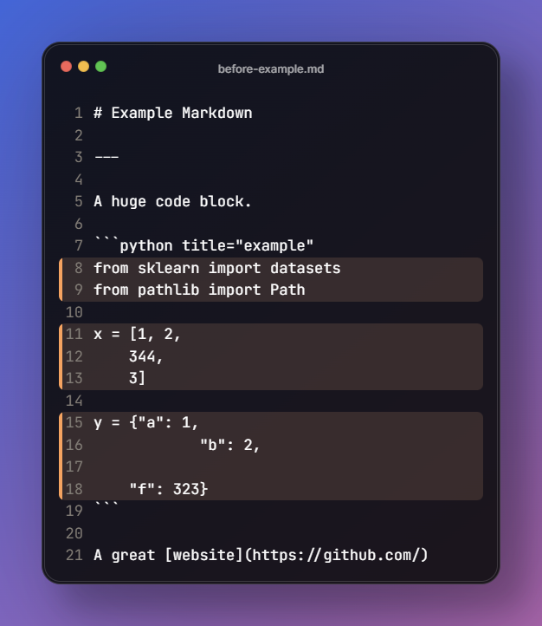 before-example.md
1 # Example Markdown
2
3 ---
4
5 A huge code block.
6
7 ```python title="example"
8 from sklearn import datasets
9 from pathlib import Path
10
11 x = [1, 2,
12     344,
13     3]
14
15 y = {"a": 1,
16             "b": 2,
17
18     "f": 323}
19 ```
20
21 A great [website](https://github.com/)